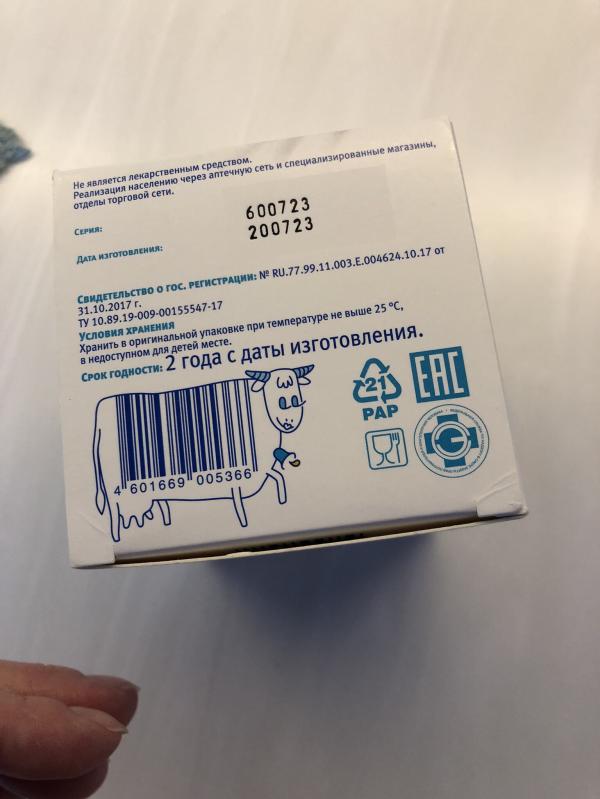 Не является лекарственным средством.
Реализация населению через аптечную сеть и специализированные магазины,
отделы торговой сети.
СЕРИЯ: 600723
ДАТА ИЗГОТОВЛЕНИЯ: 200723
СВИДЕТЕЛЬСТВО О ГОС. РЕГИСТРАЦИИ: № RU.77.99.11.003.Е.004624.10.17 от
31.10.2017 г.
ТУ 10.89.19-009-00155547-17
УСЛОВИЯ ХРАНЕНИЯ
Хранить в оригинальной упаковке при температуре не выше 25 °С,
в недоступном для детей месте.
СРОК ГОДНОСТИ: 2 года с даты изготовления.
21
PAP
EAC
4 601669 005366